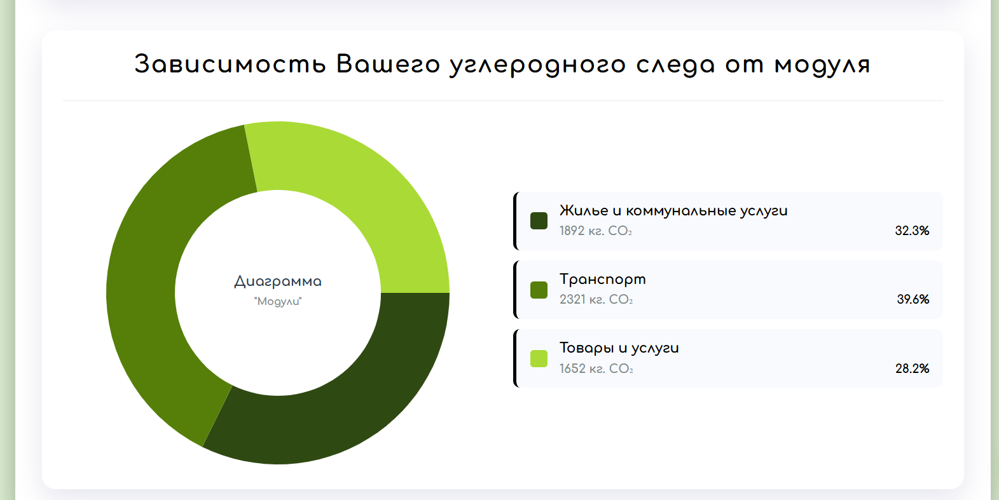 Зависимость Вашего углеродного следа от модуля
Диаграмма
"Модули"
Жилье и коммунальные услуги
1892 кг. CO₂
32.3%
Транспорт
2321 кг. CO₂
39.6%
Товары и услуги
1652 кг. CO₂
28.2%